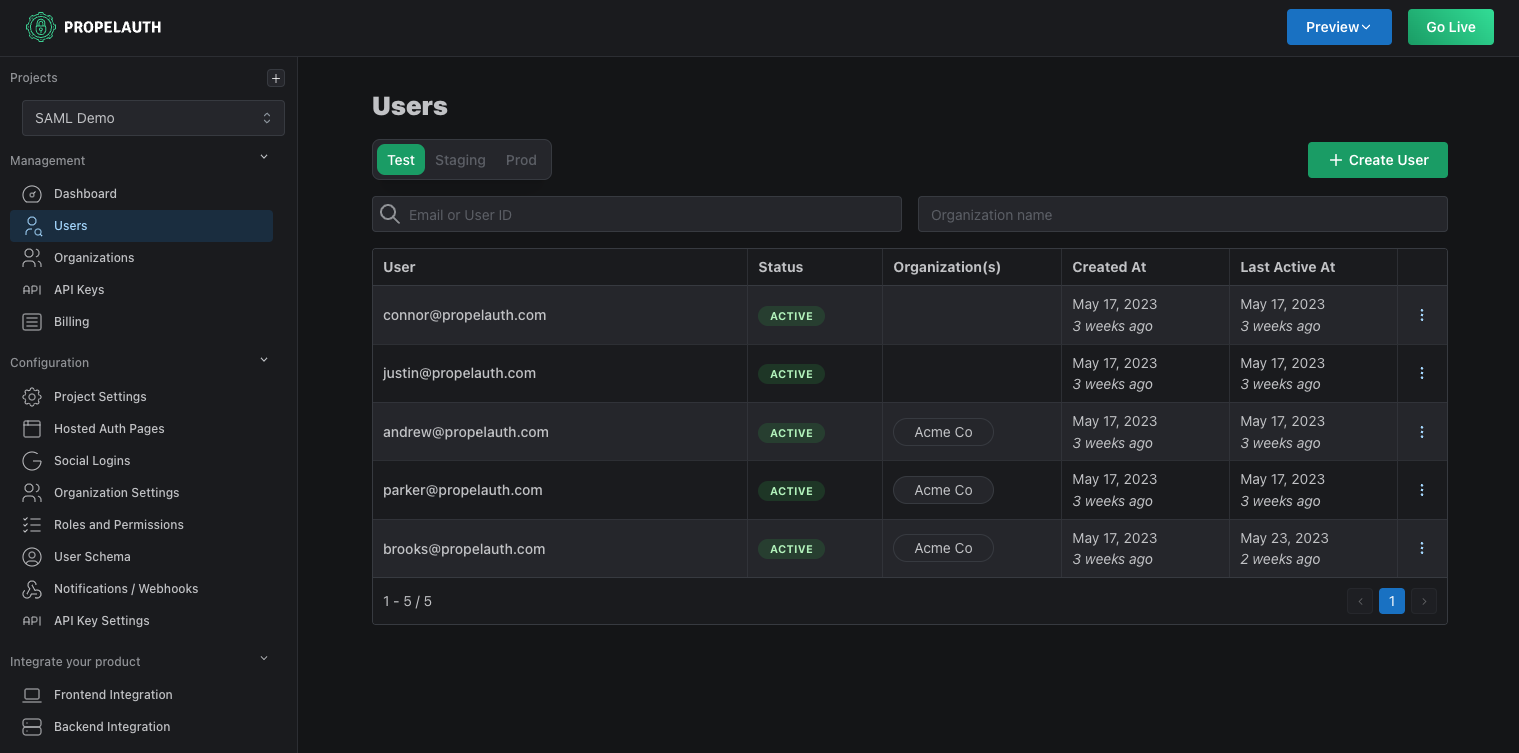 PROPELAUTH
Preview
Go Live
Projects
+
SAML Demo
Management
Dashboard
Users
Organizations
API API Keys
Billing
Configuration
Project Settings
Hosted Auth Pages
Social Logins
Organization Settings
Roles and Permissions
User Schema
Notifications / Webhooks
API API Key Settings
Integrate your product
Frontend Integration
Backend Integration
Users
Test Staging Prod
+ Create User
Email or User ID
Organization name
User Status Organization(s) Created At Last Active At
connor@propelauth.com ACTIVE May 17, 2023 May 17, 2023
3 weeks ago 3 weeks ago
justin@propelauth.com ACTIVE May 17, 2023 May 17, 2023
3 weeks ago 3 weeks ago
andrew@propelauth.com ACTIVE Acme Co May 17, 2023 May 17, 2023
3 weeks ago 3 weeks ago
parker@propelauth.com ACTIVE Acme Co May 17, 2023 May 17, 2023
3 weeks ago 3 weeks ago
brooks@propelauth.com ACTIVE Acme Co May 17, 2023 May 23, 2023
3 weeks ago 2 weeks ago
1 - 5 / 5
‹ 1 ›